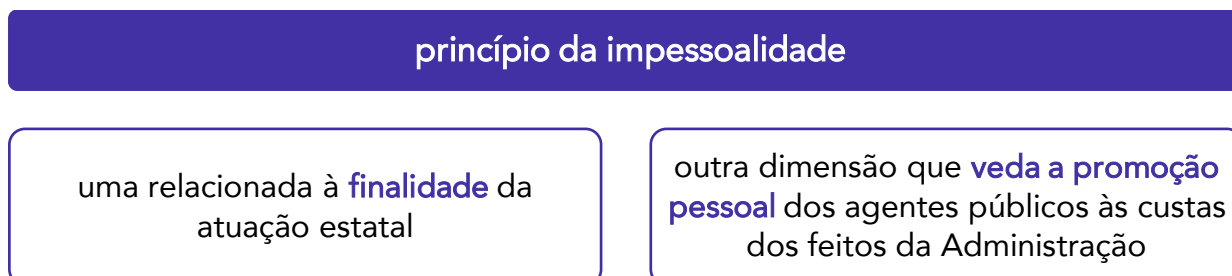 princípio da impessoalidade
uma relacionada à finalidade da
atuação estatal
outra dimensão que veda a promoção
pessoal dos agentes públicos às custas
dos feitos da Administração